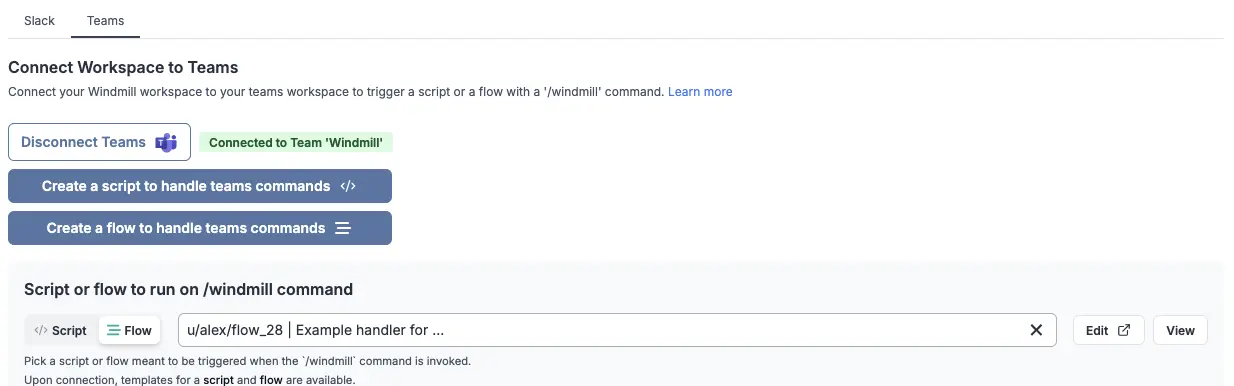 Slack Teams
Connect Workspace to Teams
Connect your Windmill workspace to your teams workspace to trigger a script or a flow with a '/windmill' command. Learn more
Disconnect Teams Connected to Team 'Windmill'
Create a script to handle teams commands </>
Create a flow to handle teams commands
Script or flow to run on /windmill command
</> Script Flow u/alex/flow_28 | Example handler for ... Edit View
Pick a script or flow meant to be triggered when the `/windmill` command is invoked.
Upon connection, templates for a script and flow are available.